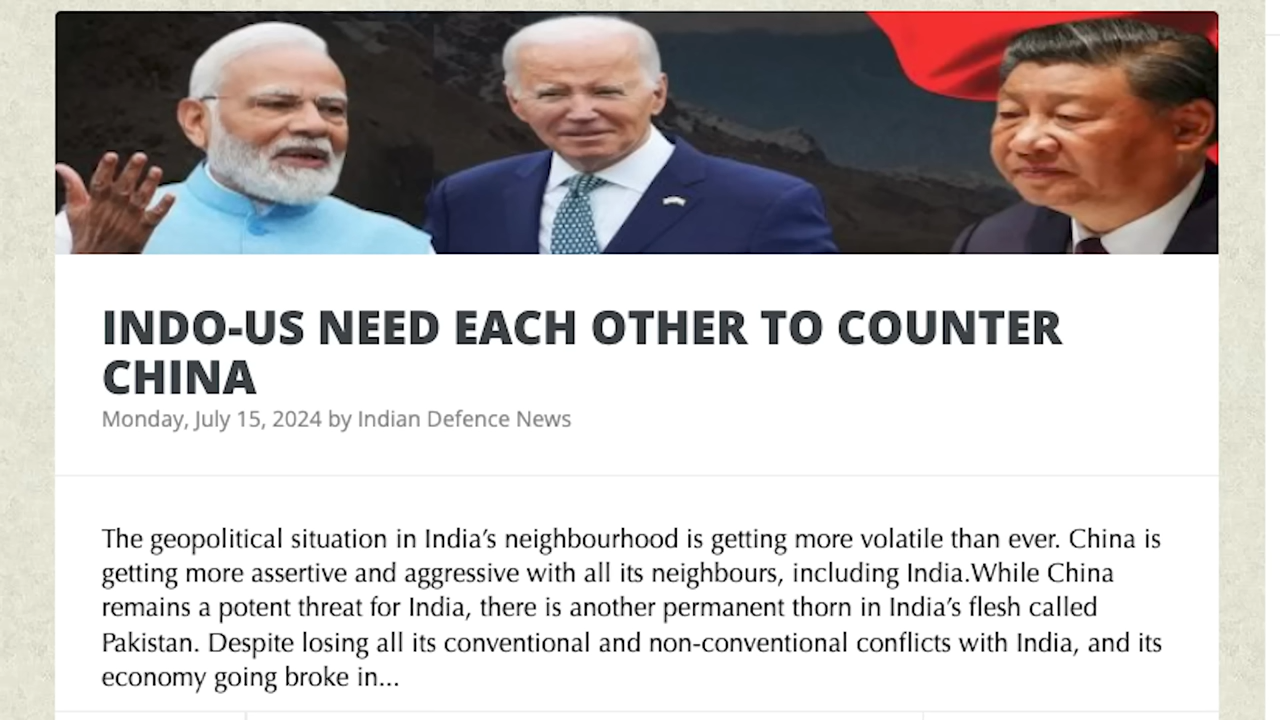 INDO-US NEED EACH OTHER TO COUNTER
CHINA
Monday, July 15, 2024 by Indian Defence News
The geopolitical situation in India’s neighbourhood is getting more volatile than ever. China is
getting more assertive and aggressive with all its neighbours, including India.While China
remains a potent threat for India, there is another permanent thorn in India’s flesh called
Pakistan. Despite losing all its conventional and non-conventional conflicts with India, and its
economy going broke in...